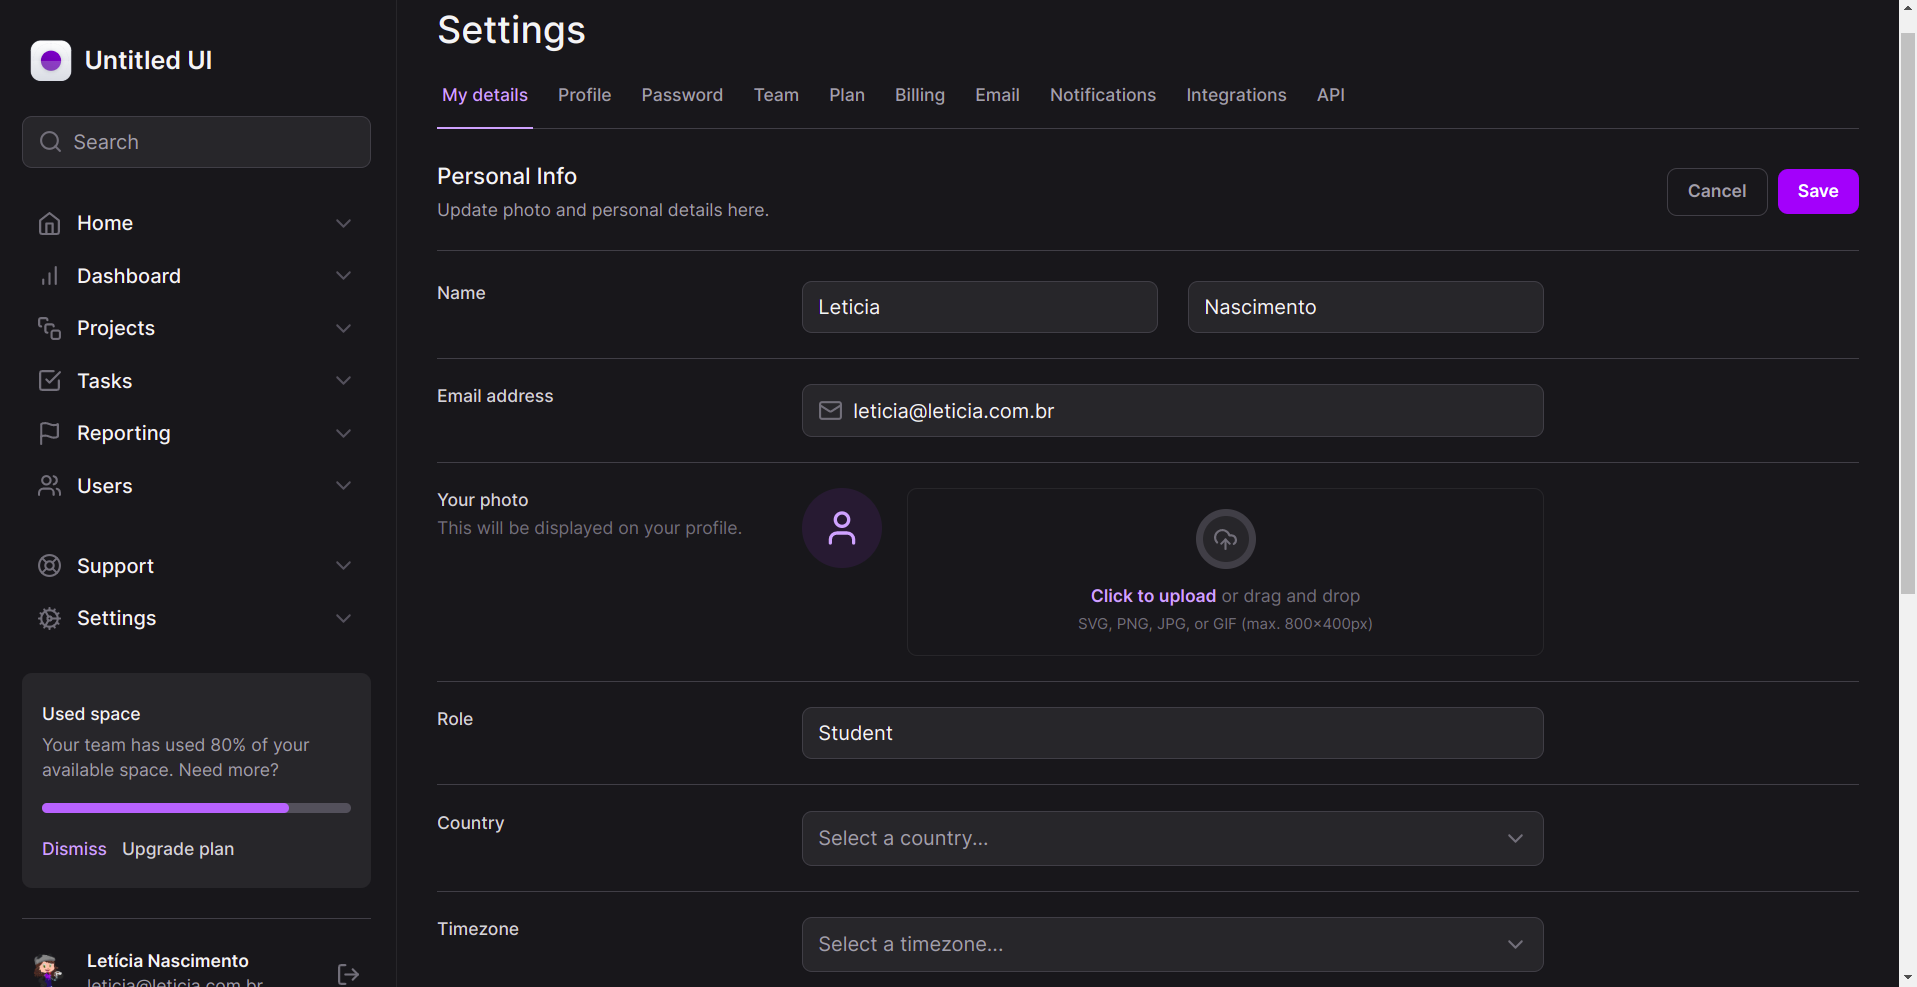 Untitled UI
Search
Home
Dashboard
Projects
Tasks
Reporting
Users
Support
Settings
Used space
Your team has used 80% of your
available space. Need more?
Dismiss Upgrade plan
Letícia Nascimento
leticia@leticia.com.br
Settings
My details Profile Password Team Plan Billing Email Notifications Integrations API
Personal Info
Update photo and personal details here.
Cancel Save
Name
Leticia Nascimento
Email address
leticia@leticia.com.br
Your photo
This will be displayed on your profile.
Click to upload or drag and drop
SVG, PNG, JPG, or GIF (max. 800×400px)
Role
Student
Country
Select a country...
Timezone
Select a timezone...